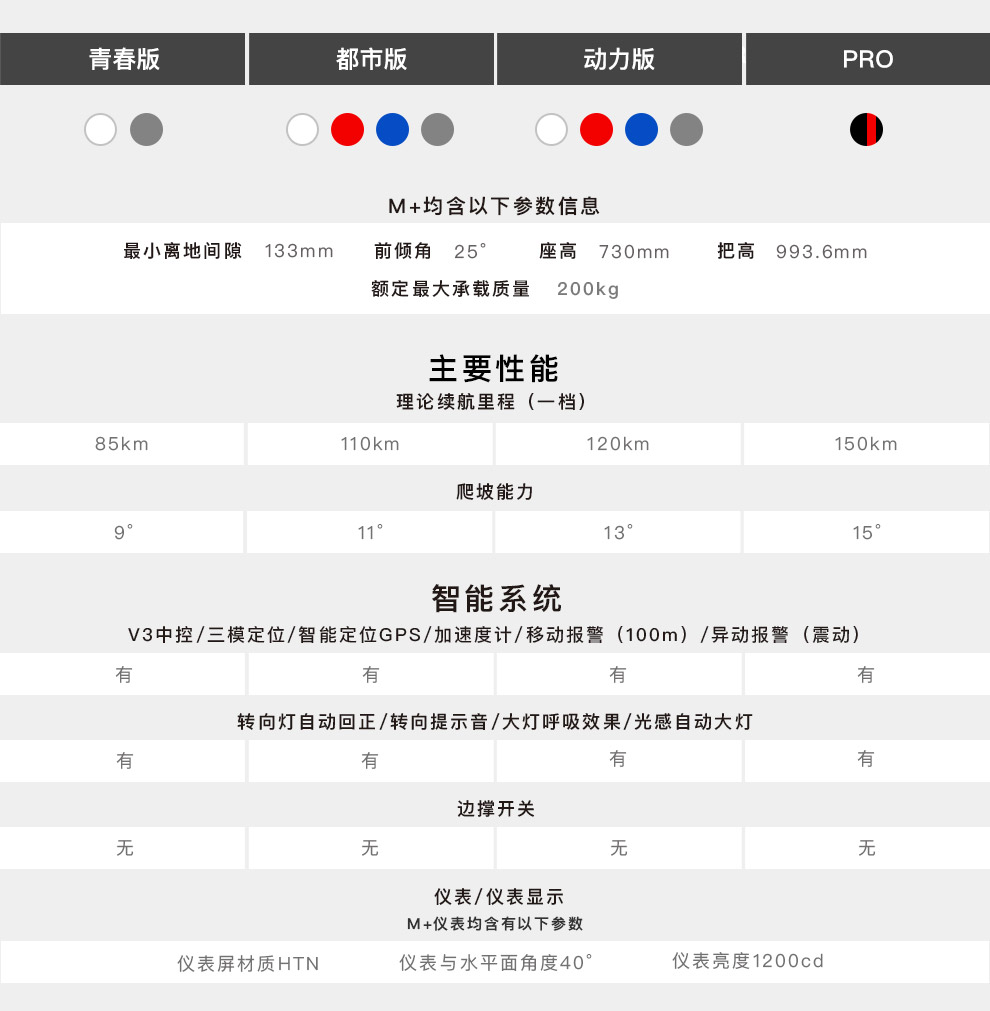 青春版 都市版 动力版 PRO
M+均含以下参数信息
最小离地间隙 133mm 前倾角 25° 座高 730mm 把高 993.6mm
额定最大承载质量 200kg
主要性能
理论续航里程（一档）
85km 110km 120km 150km
爬坡能力
9° 11° 13° 15°
智能系统
V3中控/三模定位/智能定位GPS/加速度计/移动报警（100m）/异动报警（震动）
有 有 有 有
转向灯自动回正/转向提示音/大灯呼吸效果/光感自动大灯
有 有 有 有
边撑开关
无 无 无 无
仪表/仪表显示
M+仪表均含有以下参数
仪表屏材质HTN 仪表与水平面角度40° 仪表亮度1200cd